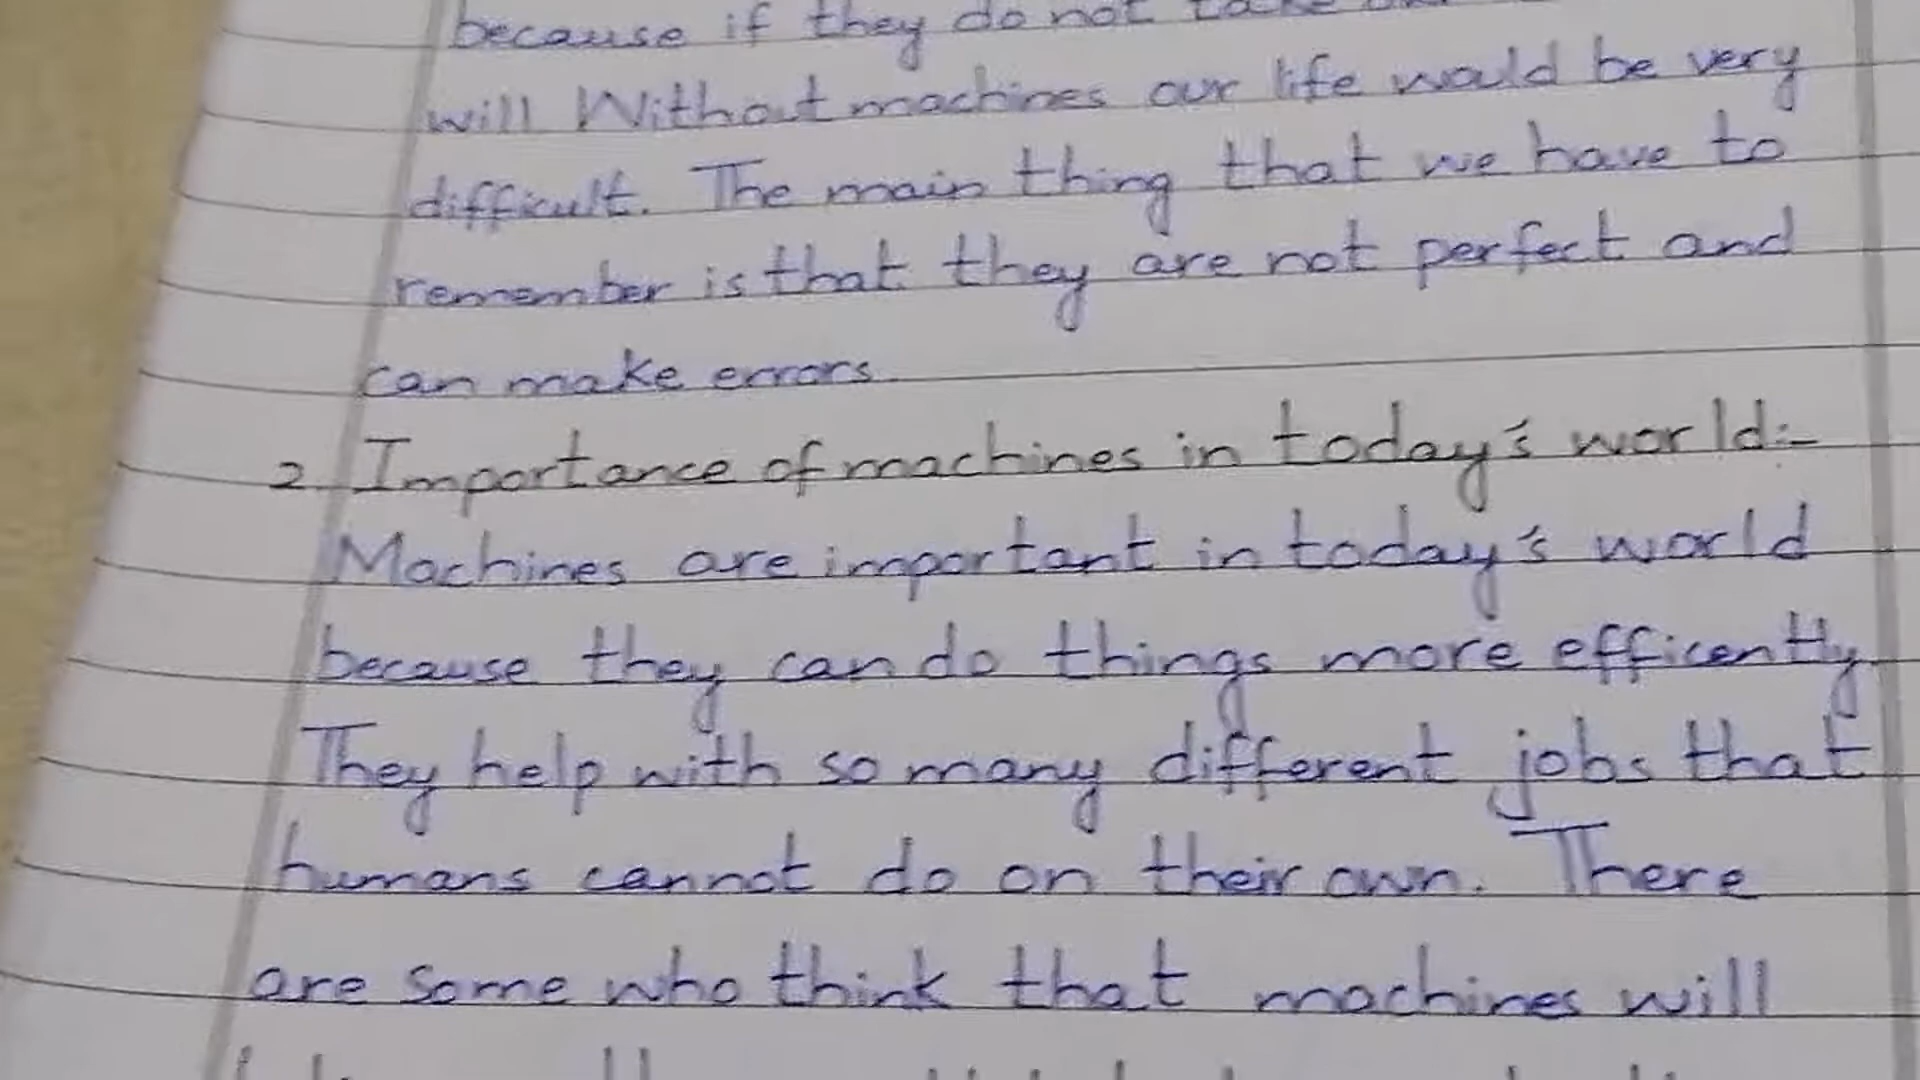 because if they do not take
will Without machines our life would be very
difficult. The main thing that we have to
remember is that they are not perfect and
can make errors.
2. Importance of machines in today's world:-
Machines are important in today's world
because they can do things more efficently.
They help with so many different jobs that
humans cannot do on their own. There
are some who think that machines will